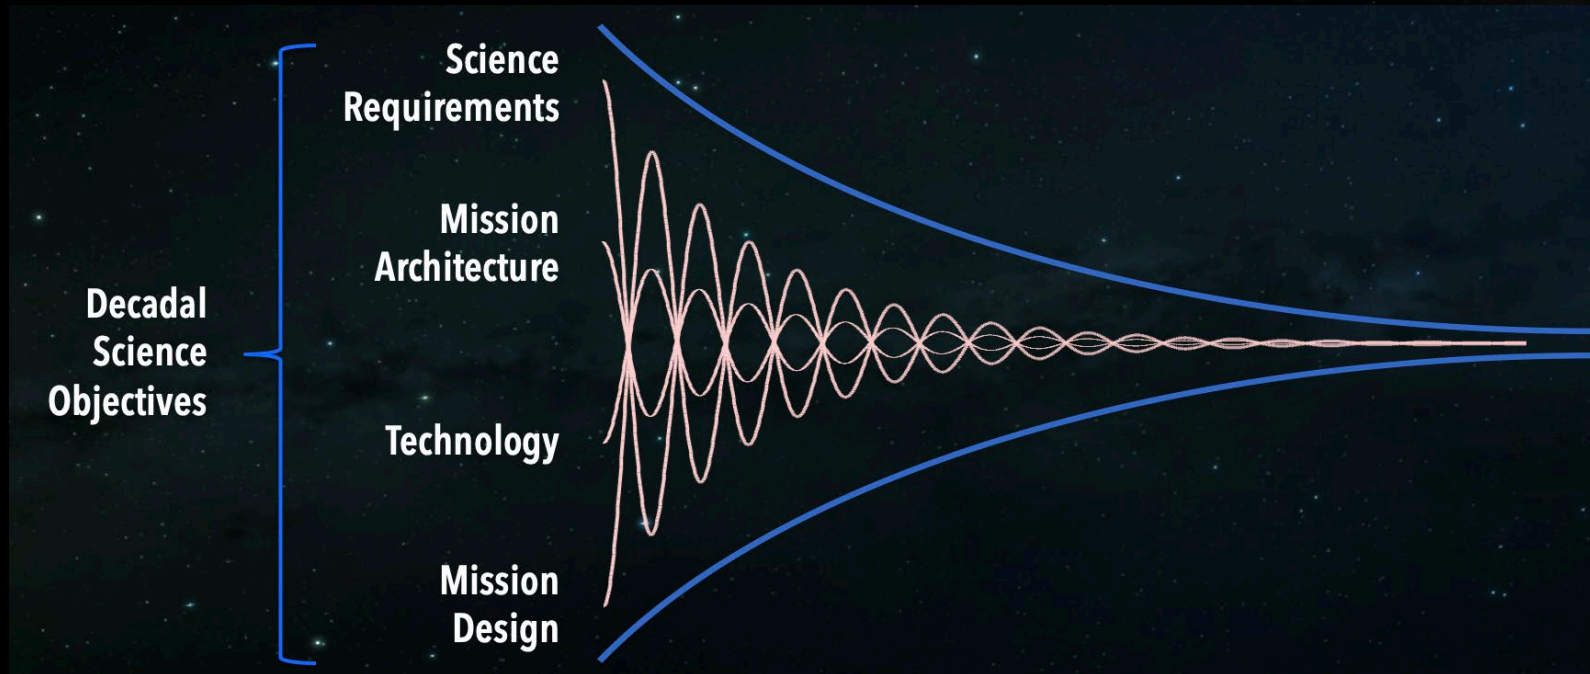 Decadal
Science
Objectives
Science
Requirements
Mission
Architecture
Technology
Mission
Design